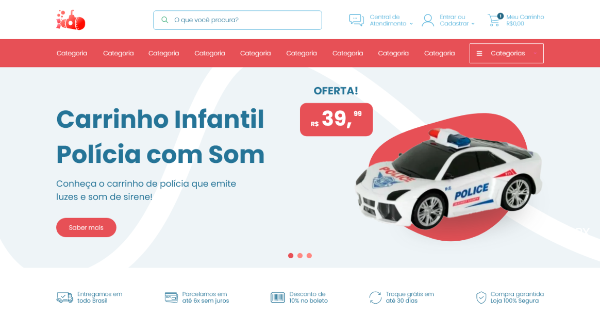 O que você procura?
Central de
Atendimento
Entrar ou
Cadastrar
1
Meu Carrinho
R$0,00
Categoria Categoria Categoria Categoria Categoria Categoria Categoria Categoria Categoria Categorias
OFERTA!
R$ 39,99
Carrinho Infantil
Polícia com Som
Conheça o carrinho de polícia que emite
luzes e som de sirene!
Saber mais
POLICE
POLICE
Entregamos em
todo Brasil
Parcelamos em
até 6x sem juros
Desconto de
10% no boleto
Troque grátis em
até 30 dias
Compra garantida
Loja 100% Segura